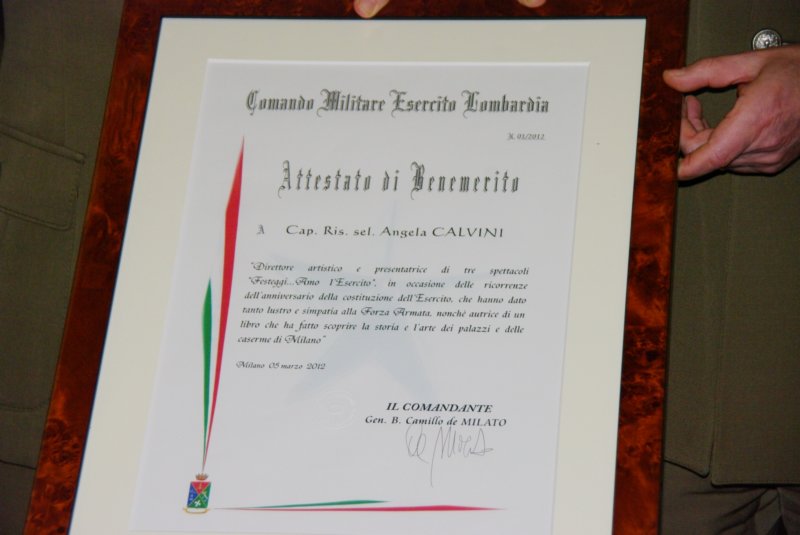 Comando Militare Esercito Lombardia
N. 03/2012
Attestato di Benemerito
A Cap. Ris. sel. Angela CALVINI
"Direttore artistico e presentatrice di tre spettacoli
"Festeggi...Amo l'Esercito", in occasione delle ricorrenze
dell'anniversario della costituzione dell'Esercito, che hanno dato
tanto lustro e simpatia alla Forza Armata, nonchè autrice di un
libro che ha fatto scoprire la storia e l'arte dei palazzi e delle
caserme di Milano"
Milano 05 marzo 2012
IL COMANDANTE
Gen. B. Camillo de MILATO